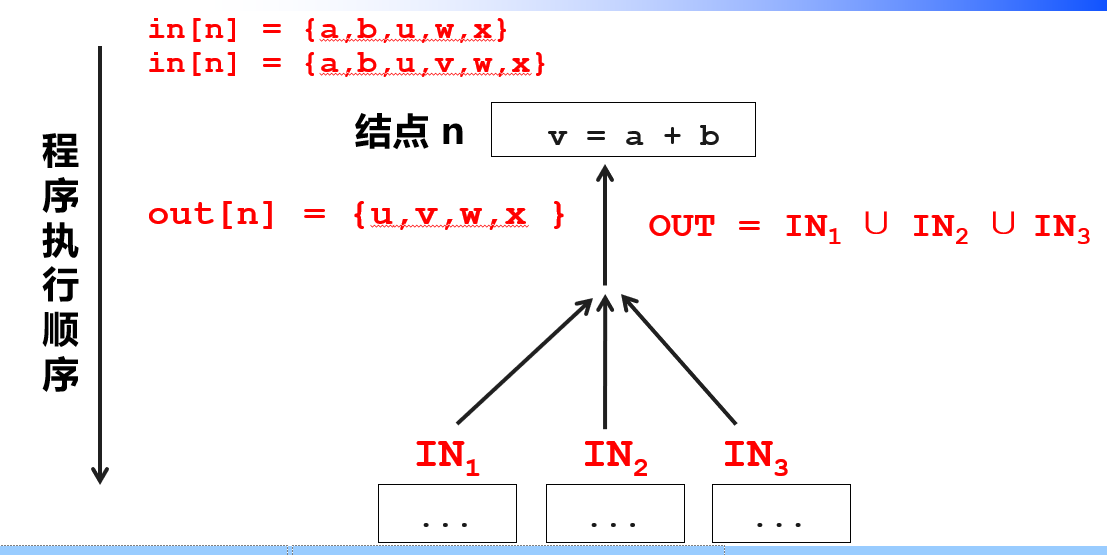 in[n] = {a,b,u,w,x}
in[n] = {a,b,u,v,w,x}
程序执行顺序
结点 n
v = a + b
out[n] = {u,v,w,x }
OUT = IN₁ ∪ IN₂ ∪ IN₃
IN₁ IN₂ IN₃
... ... ...